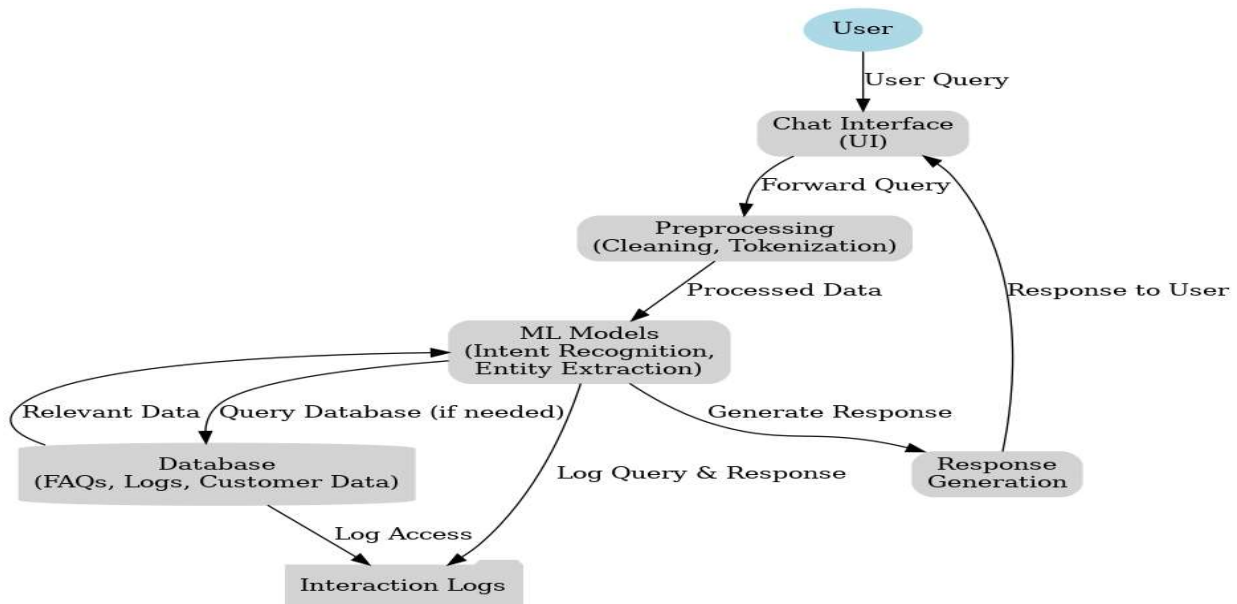 User
User Query
Chat Interface
(UI)
Forward Query
Preprocessing
(Cleaning, Tokenization)
Processed Data
Response to User
ML Models
(Intent Recognition,
Entity Extraction)
Relevant Data
Query Database (if needed)
Generate Response
Database
(FAQs, Logs, Customer Data)
Log Query & Response
Response
Generation
Log Access
Interaction Logs